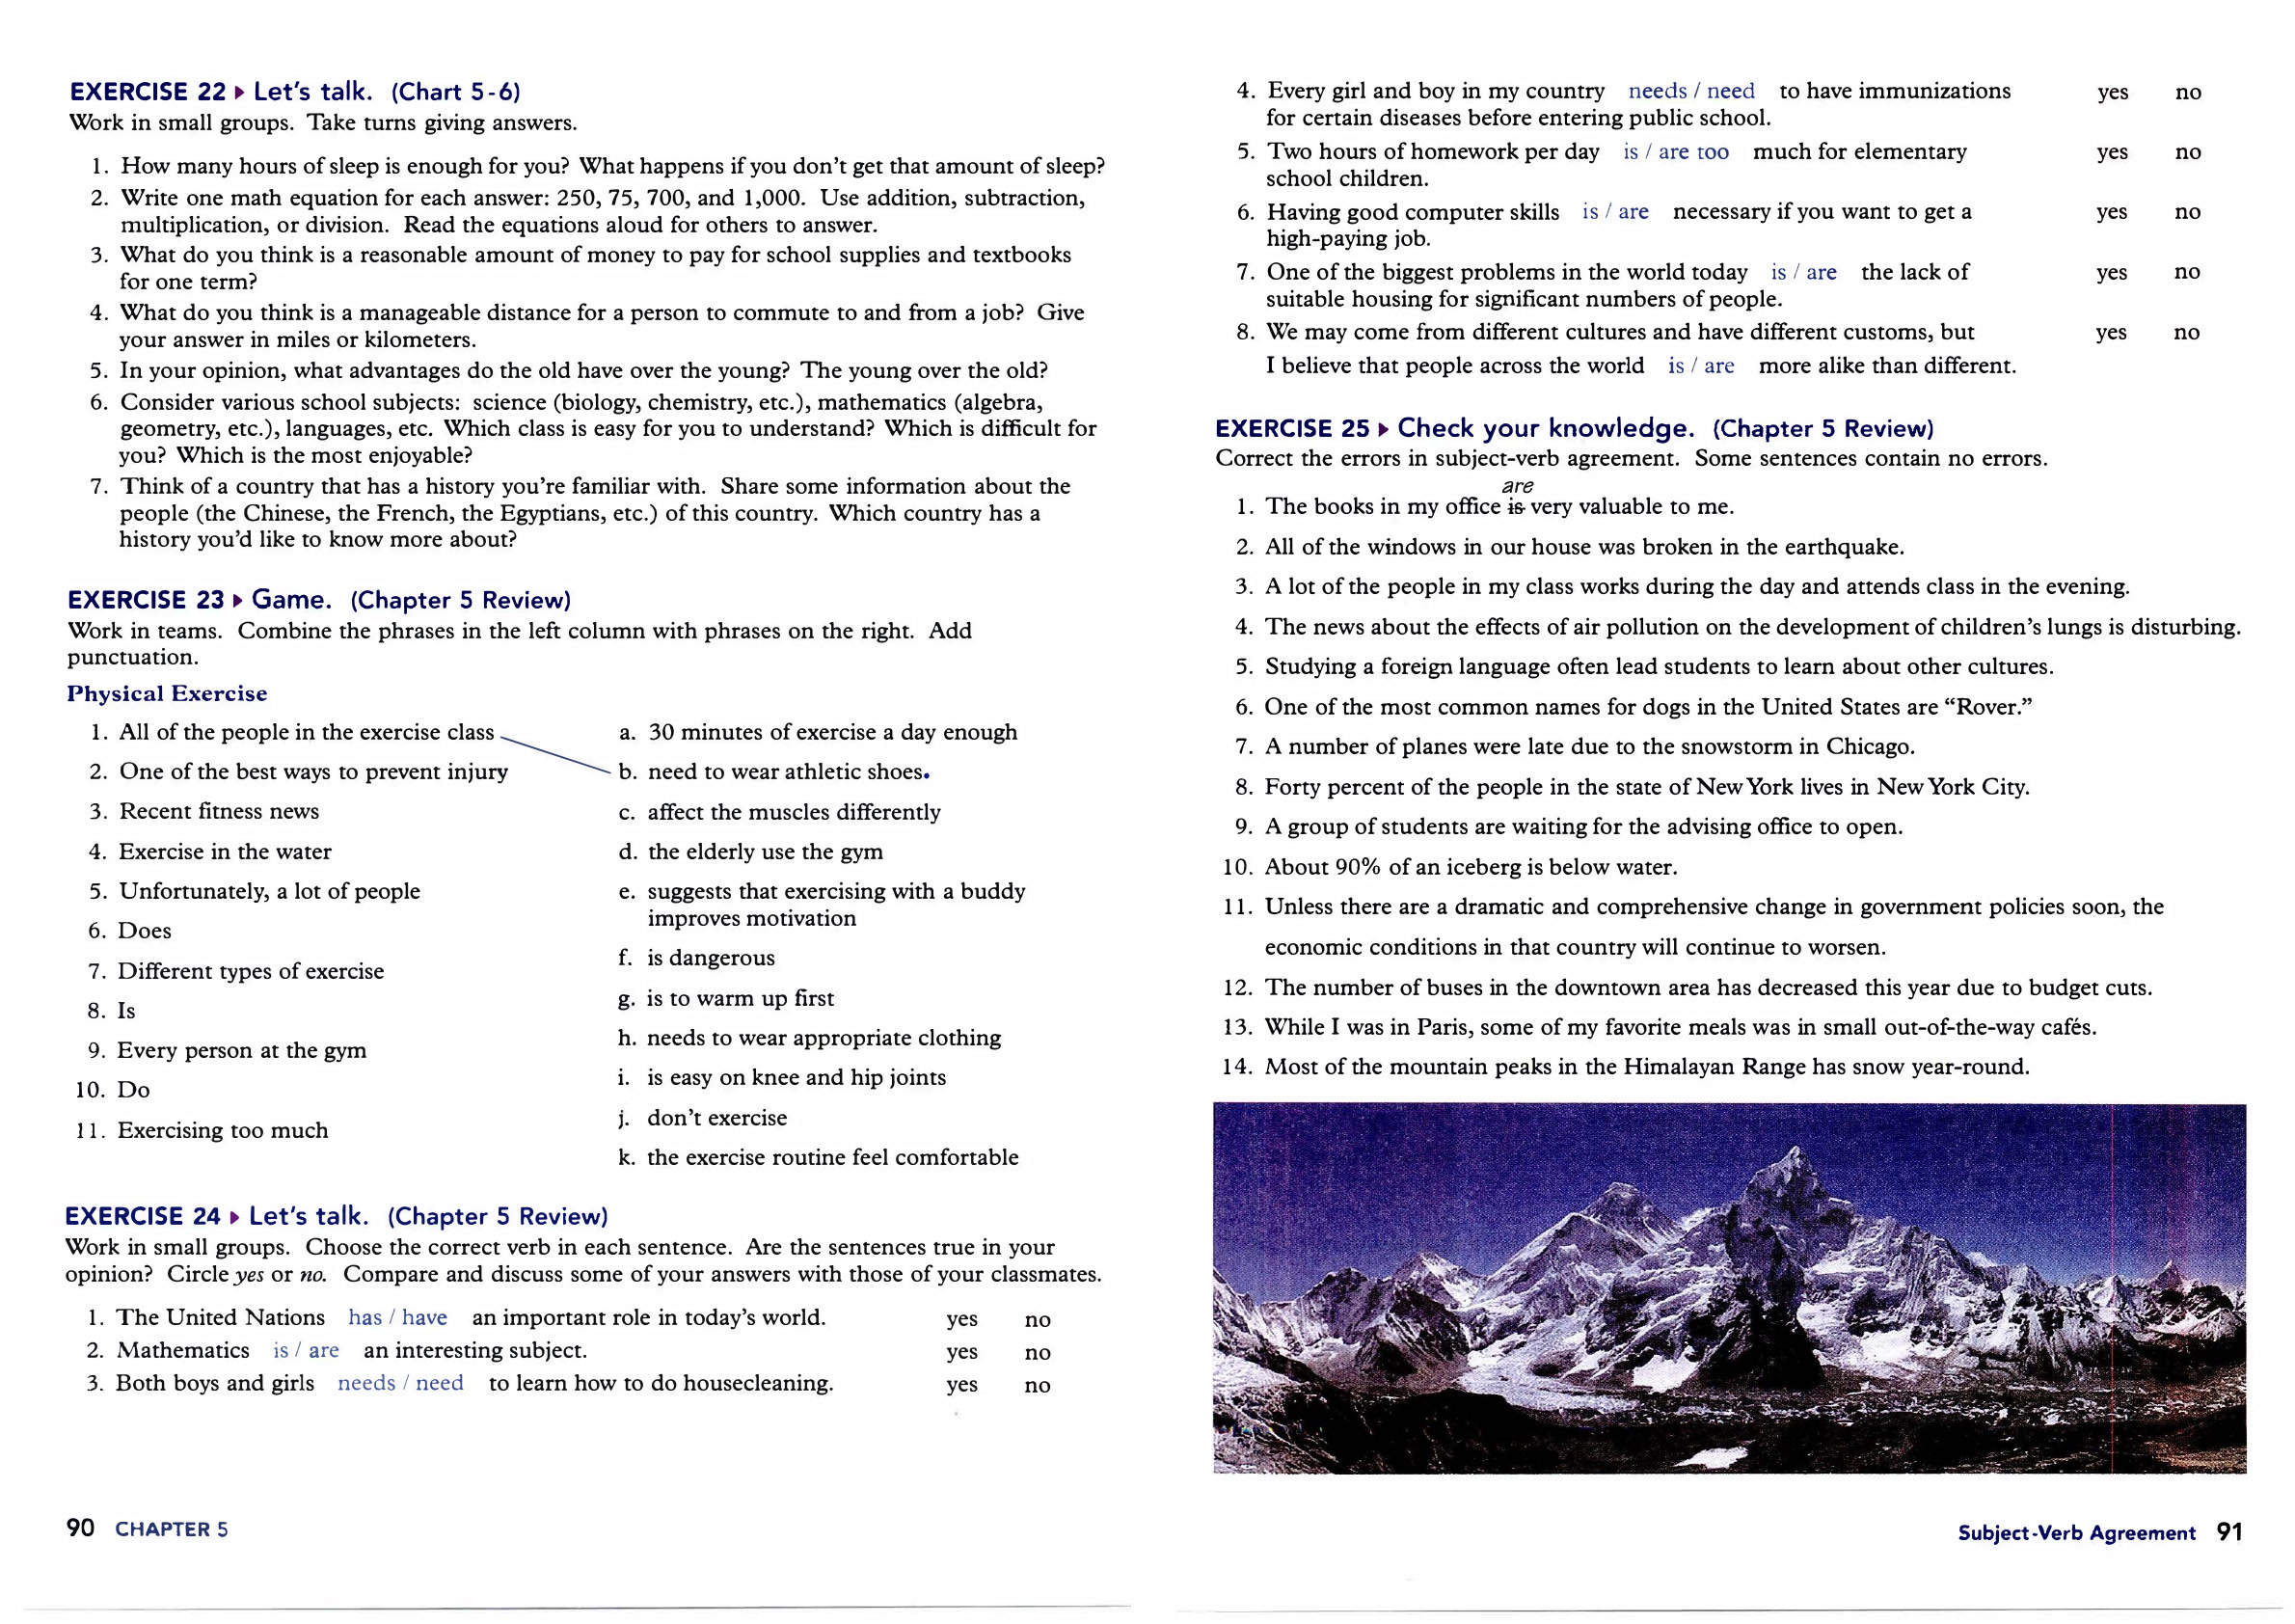 EXERCISE 22 ▸ Let's talk. (Chart 5-6)
Work in small groups. Take turns giving answers.
1. How many hours of sleep is enough for you? What happens if you don't get that amount of sleep?
2. Write one math equation for each answer: 250, 75, 700, and 1,000. Use addition, subtraction,
multiplication, or division. Read the equations aloud for others to answer.
3. What do you think is a reasonable amount of money to pay for school supplies and textbooks
for one term?
4. What do you think is a manageable distance for a person to commute to and from a job? Give
your answer in miles or kilometers.
5. In your opinion, what advantages do the old have over the young? The young over the old?
6. Consider various school subjects: science (biology, chemistry, etc.), mathematics (algebra,
geometry, etc.), languages, etc. Which class is easy for you to understand? Which is difficult for
you? Which is the most enjoyable?
7. Think of a country that has a history you're familiar with. Share some information about the
people (the Chinese, the French, the Egyptians, etc.) of this country. Which country has a
history you'd like to know more about?
EXERCISE 23 ▸ Game. (Chapter 5 Review)
Work in teams. Combine the phrases in the left column with phrases on the right. Add
punctuation.
Physical Exercise
1. All of the people in the exercise class
2. One of the best ways to prevent injury
3. Recent fitness news
4. Exercise in the water
5. Unfortunately, a lot of people
6. Does
7. Different types of exercise
8. Is
9. Every person at the gym
10. Do
11. Exercising too much
a. 30 minutes of exercise a day enough
b. need to wear athletic shoes.
c. affect the muscles differently
d. the elderly use the gym
e. suggests that exercising with a buddy
improves motivation
f. is dangerous
g. is to warm up first
h. needs to wear appropriate clothing
i. is easy on knee and hip joints
j. don't exercise
k. the exercise routine feel comfortable
EXERCISE 24 ▸ Let's talk. (Chapter 5 Review)
Work in small groups. Choose the correct verb in each sentence. Are the sentences true in your
opinion? Circle yes or no. Compare and discuss some of your answers with those of your classmates.
1. The United Nations has / have an important role in today's world. yes no
2. Mathematics is / are an interesting subject. yes no
3. Both boys and girls needs / need to learn how to do housecleaning. yes no
90 CHAPTER 5
4. Every girl and boy in my country needs / need to have immunizations yes no
for certain diseases before entering public school.
5. Two hours of homework per day is / are too much for elementary yes no
school children.
6. Having good computer skills is / are necessary if you want to get a yes no
high-paying job.
7. One of the biggest problems in the world today is / are the lack of yes no
suitable housing for significant numbers of people.
8. We may come from different cultures and have different customs, but yes no
I believe that people across the world is / are more alike than different.
EXERCISE 25 ▸ Check your knowledge. (Chapter 5 Review)
Correct the errors in subject-verb agreement. Some sentences contain no errors.
are
1. The books in my office is very valuable to me.
2. All of the windows in our house was broken in the earthquake.
3. A lot of the people in my class works during the day and attends class in the evening.
4. The news about the effects of air pollution on the development of children's lungs is disturbing.
5. Studying a foreign language often lead students to learn about other cultures.
6. One of the most common names for dogs in the United States are “Rover.”
7. A number of planes were late due to the snowstorm in Chicago.
8. Forty percent of the people in the state of New York lives in New York City.
9. A group of students are waiting for the advising office to open.
10. About 90% of an iceberg is below water.
11. Unless there are a dramatic and comprehensive change in government policies soon, the
economic conditions in that country will continue to worsen.
12. The number of buses in the downtown area has decreased this year due to budget cuts.
13. While I was in Paris, some of my favorite meals was in small out-of-the-way cafés.
14. Most of the mountain peaks in the Himalayan Range has snow year-round.
Subject-Verb Agreement 91